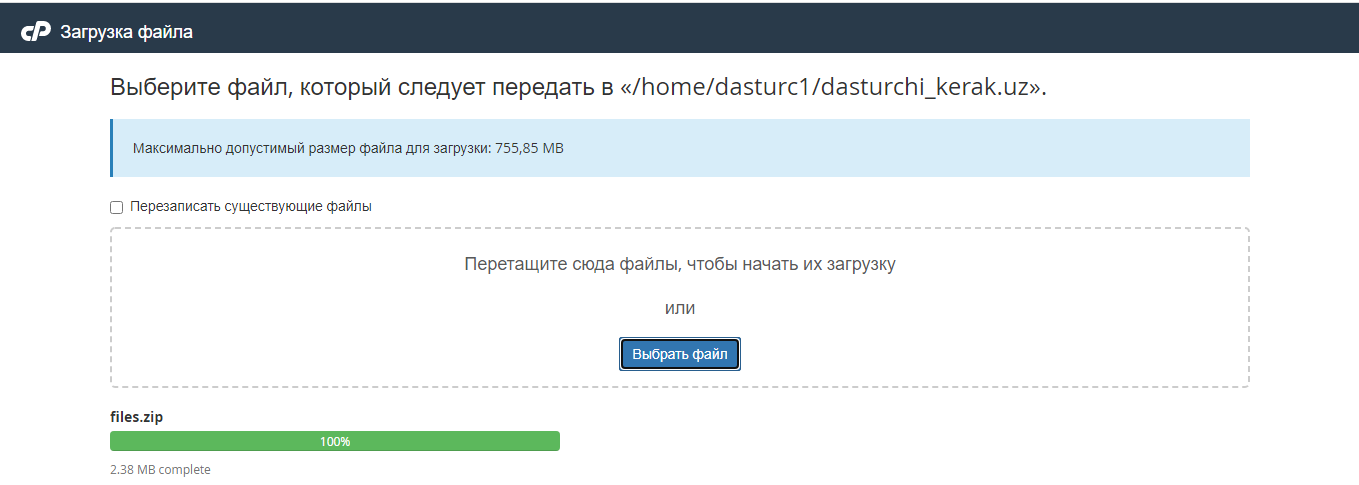 cP Загрузка файла
Выберите файл, который следует передать в «/home/dasturc1/dasturchi_kerak.uz».
Максимально допустимый размер файла для загрузки: 755,85 MB
Перезаписать существующие файлы
Перетащите сюда файлы, чтобы начать их загрузку
или
Выбрать файл
files.zip
100%
2.38 MB complete